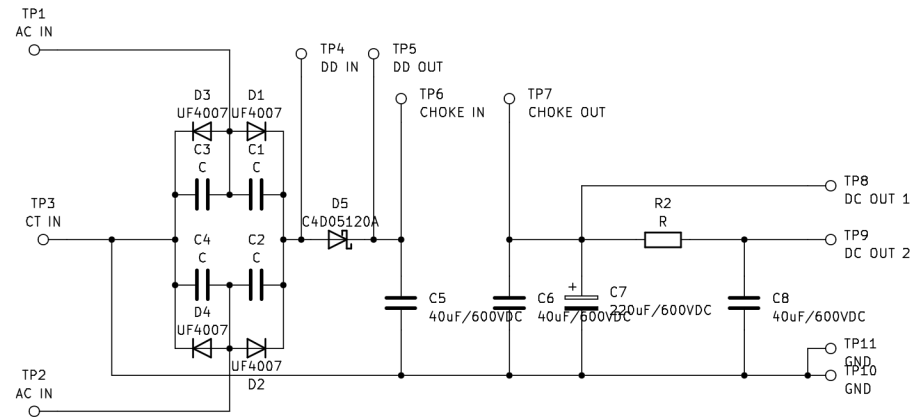 TP1
AC IN
TP4
DD IN
TP5
DD OUT
TP6
CHOKE IN
TP7
CHOKE OUT
D3
UF4007
D1
UF4007
C3
C
C1
C
TP3
CT IN
C4
C
C2
C
D5
C4D05120A
R2
R
TP8
DC OUT 1
TP9
DC OUT 2
+
C5
40uF/600VDC
C6
40uF/600VDC
C7
220uF/600VDC
C8
40uF/600VDC
D4
UF4007
UF4007
D2
TP11
GND
TP10
GND
TP2
AC IN